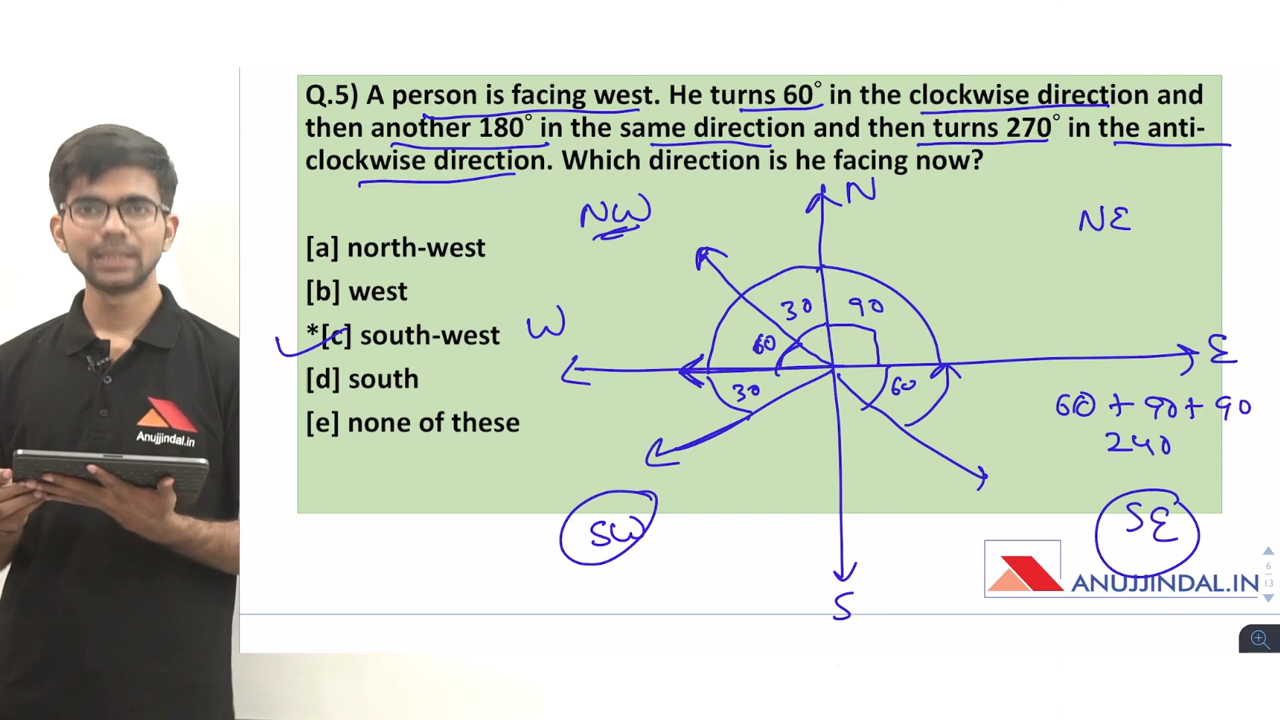 Q.5) A person is facing west. He turns 60° in the clockwise direction and
then another 180° in the same direction and then turns 270° in the anti-
clockwise direction. Which direction is he facing now?
N
NW
NE
[a] north-west
[b] west
30
90
*[c] south-west
W
60
E
[d] south
30
60
60 + 90 + 90
240
[e] none of these
Anujjindal.in
SW
SE
ANUJJINDAL.IN
6
13
S